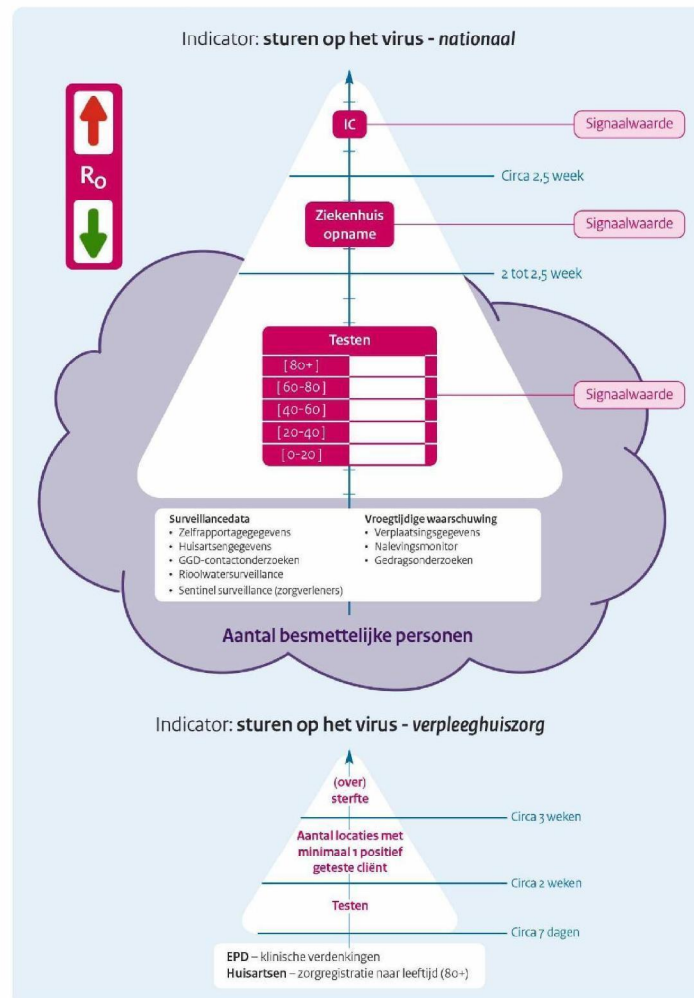 Indicator: sturen op het virus - nationaal
IC
Signaalwaarde
R0
Circa 2,5 week
Ziekenhuis
opname
Signaalwaarde
2 tot 2,5 week
Testen
[80+]
[60-80]
[40-60]
[20-40]
[0-20]
Signaalwaarde
Surveillancedata
• Zelfrapportagegegevens
• Huisartsengegevens
• GGD-contactonderzoeken
• Rioolwatersurveillance
• Sentinel surveillance (zorgverleners)
Vroegtijdige waarschuwing
• Verplaatsingsgegevens
• Nalevingsmonitor
• Gedragsonderzoeken
Aantal besmettelijke personen
Indicator: sturen op het virus - verpleeghuiszorg
(over)
sterfte
Circa 3 weken
Aantal locaties met
minimaal 1 positief
geteste cliënt
Circa 2 weken
Testen
Circa 7 dagen
EPD – klinische verdenkingen
Huisartsen – zorgregistratie naar leeftijd (80+)